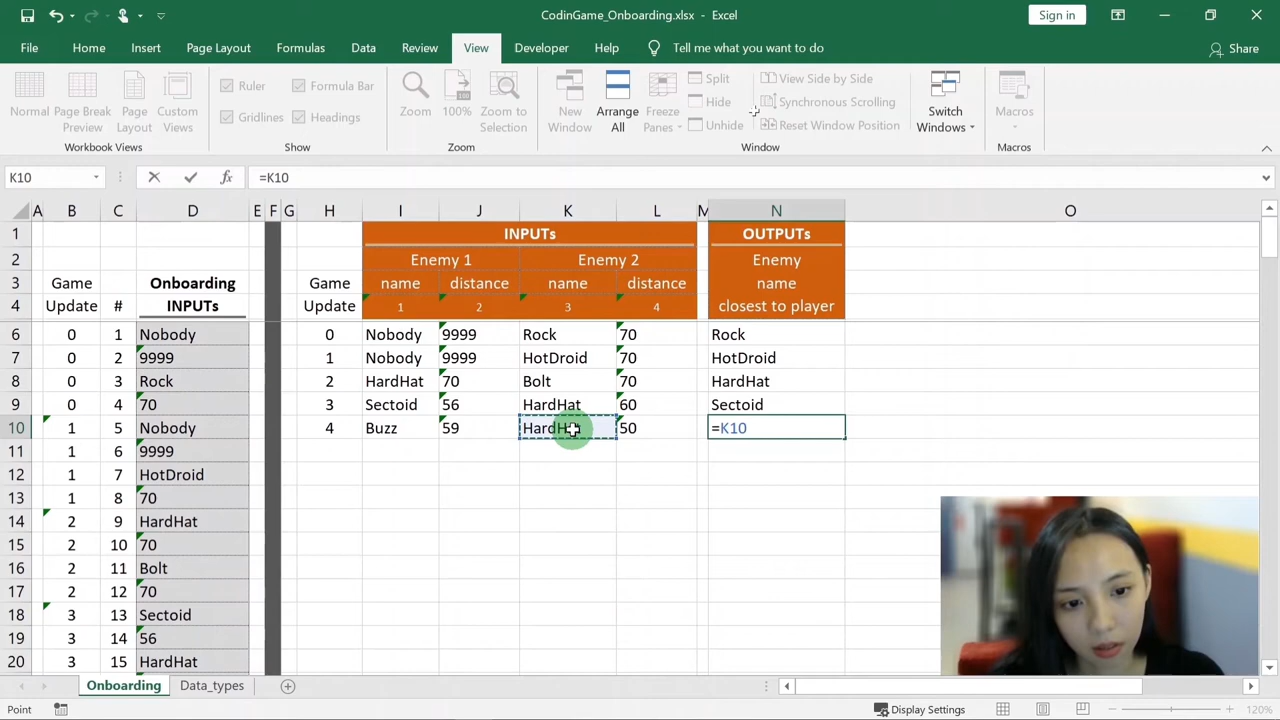 CodinGame_Onboarding.xlsx - Excel
Sign in
File Home Insert Page Layout Formulas Data Review View Developer Help Tell me what you want to do Share
Normal
Page Break Preview
Page Layout
Custom Views
Workbook Views
Ruler
Formula Bar
Gridlines
Headings
Show
Zoom
100%
Zoom to Selection
Zoom
New Window
Arrange All
Freeze Panes
Split
Hide
Unhide
View Side by Side
Synchronous Scrolling
Reset Window Position
Switch Windows
Window
Macros
Macros
K10 fx =K10
A B C D E F G H I J K L M N O
1 INPUTs OUTPUTs
2 Enemy 1 Enemy 2 Enemy
3 Game Onboarding Game name distance name distance name
4 Update # INPUTs Update 1 2 3 4 closest to player
6 0 1 Nobody 0 Nobody 9999 Rock 70 Rock
7 0 2 9999 1 Nobody 9999 HotDroid 70 HotDroid
8 0 3 Rock 2 HardHat 70 Bolt 70 HardHat
9 0 4 70 3 Sectoid 56 HardHat 60 Sectoid
10 1 5 Nobody 4 Buzz 59 HardHat 50 =K10
11 1 6 9999
12 1 7 HotDroid
13 1 8 70
14 2 9 HardHat
15 2 10 70
16 2 11 Bolt
17 2 12 70
18 3 13 Sectoid
19 3 14 56
20 3 15 HardHat
Onboarding Data_types
Point Display Settings 120%